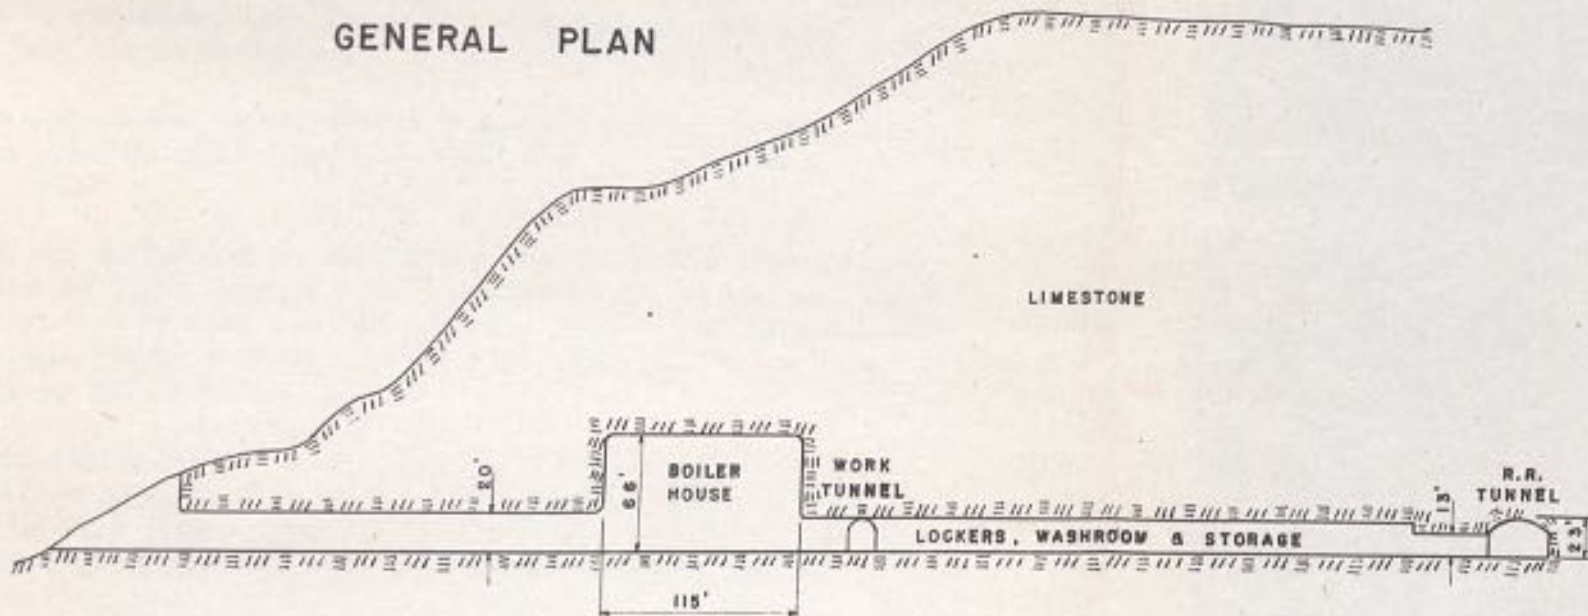 GENERAL PLAN
LIMESTONE
20'
66'
BOILER
HOUSE
WORK
TUNNEL
R.R.
TUNNEL
13'
23'
LOCKERS, WASHROOM & STORAGE
115'